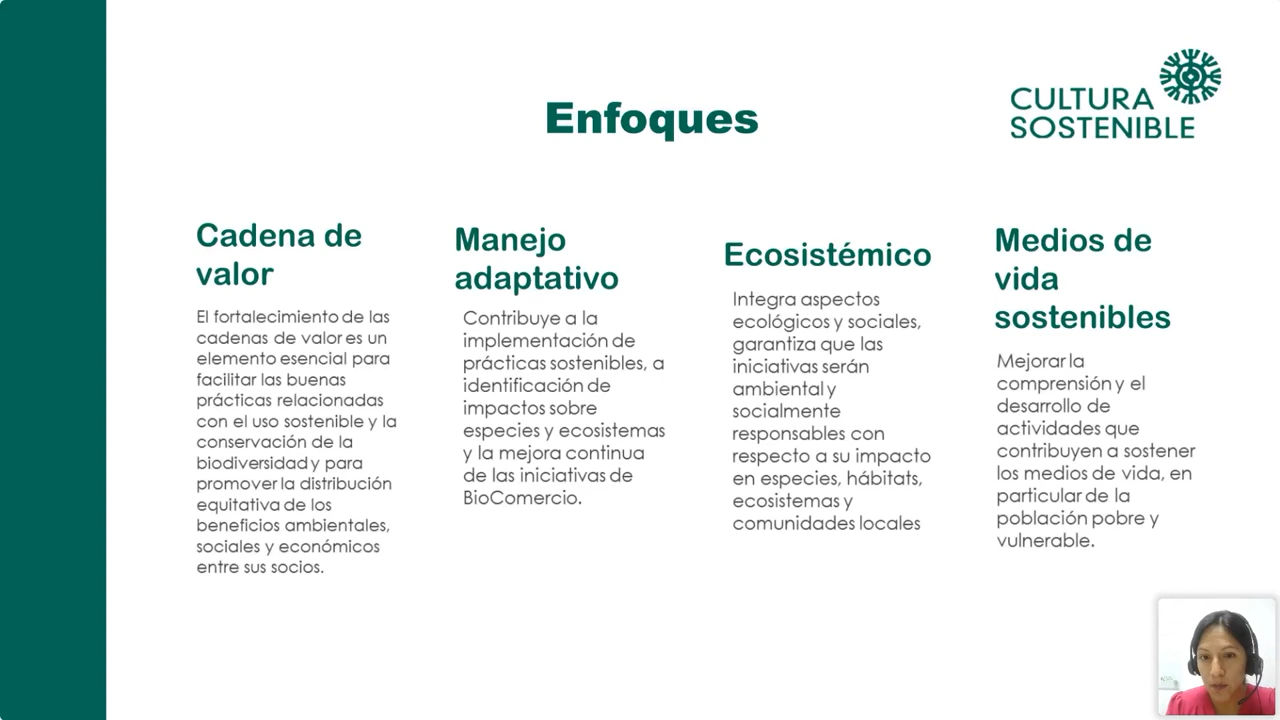 CULTURA
SOSTENIBLE
Enfoques
Cadena de
valor
El fortalecimiento de las
cadenas de valor es un
elemento esencial para
facilitar las buenas
prácticas relacionadas
con el uso sostenible y la
conservación de la
biodiversidad y para
promover la distribución
equitativa de los
beneficios ambientales,
sociales y económicos
entre sus socios.
Manejo
adaptativo
Contribuye a la
implementación de
prácticas sostenibles, a
identificación de
impactos sobre
especies y ecosistemas
y la mejora continua
de las iniciativas de
BioComercio.
Ecosistémico
Integra aspectos
ecológicos y sociales,
garantiza que las
iniciativas serán
ambiental y
socialmente
responsables con
respecto a su impacto
en especies, hábitats,
ecosistemas y
comunidades locales
Medios de
vida
sostenibles
Mejorar la
comprensión y el
desarrollo de
actividades que
contribuyen a sostener
los medios de vida, en
particular de la
población pobre y
vulnerable.